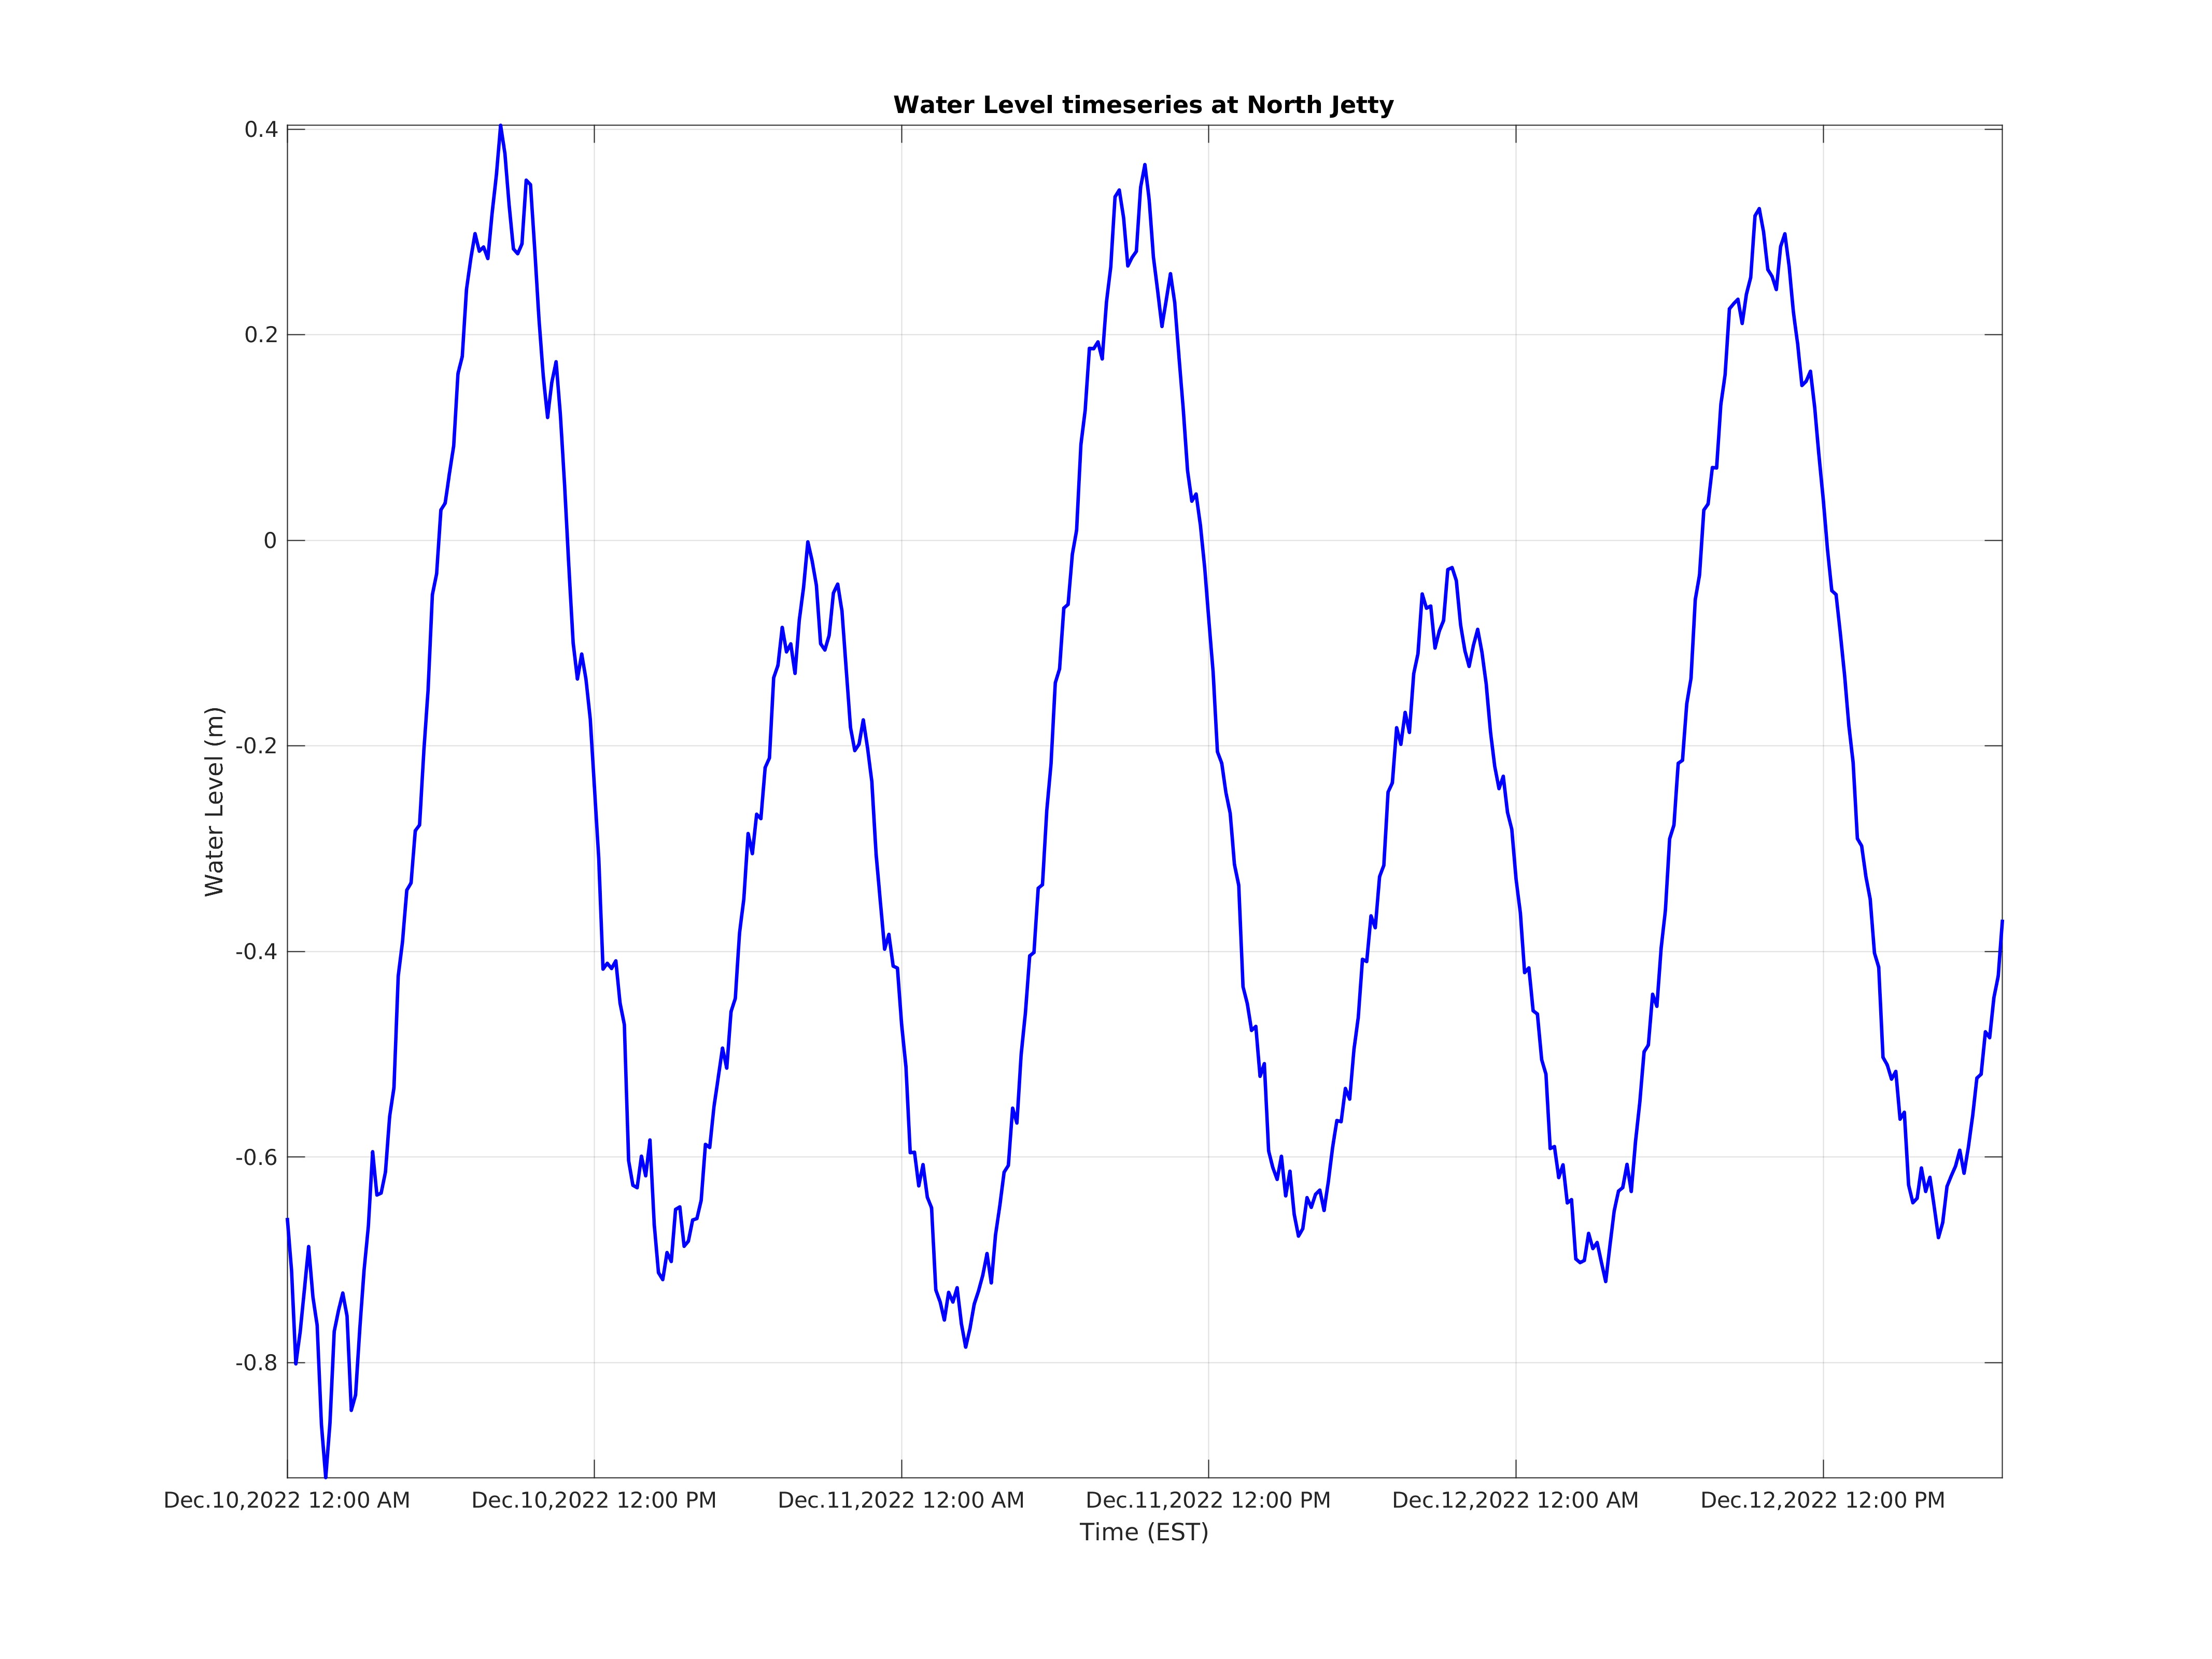 Water Level timeseries at North Jetty
0.4
0.2
0
-0.2
-0.4
-0.6
-0.8
Water Level (m)
Dec.10,2022 12:00 AM Dec.10,2022 12:00 PM Dec.11,2022 12:00 AM Dec.11,2022 12:00 PM Dec.12,2022 12:00 AM Dec.12,2022 12:00 PM
Time (EST)